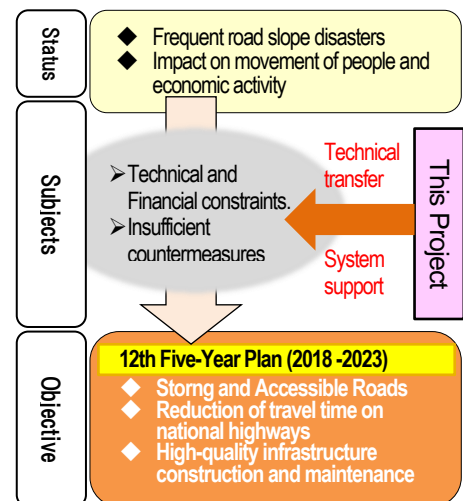 Status
◆ Frequent road slope disasters
◆ Impact on movement of people and
economic activity
Subjects
➢Technical and
Financial constraints.
➢Insufficient
countermeasures
Technical
transfer
System
support
This Project
Objective
12th Five-Year Plan (2018 -2023)
◆ Storng and Accessible Roads
◆ Reduction of travel time on
national highways
◆ High-quality infrastructure
construction and maintenance